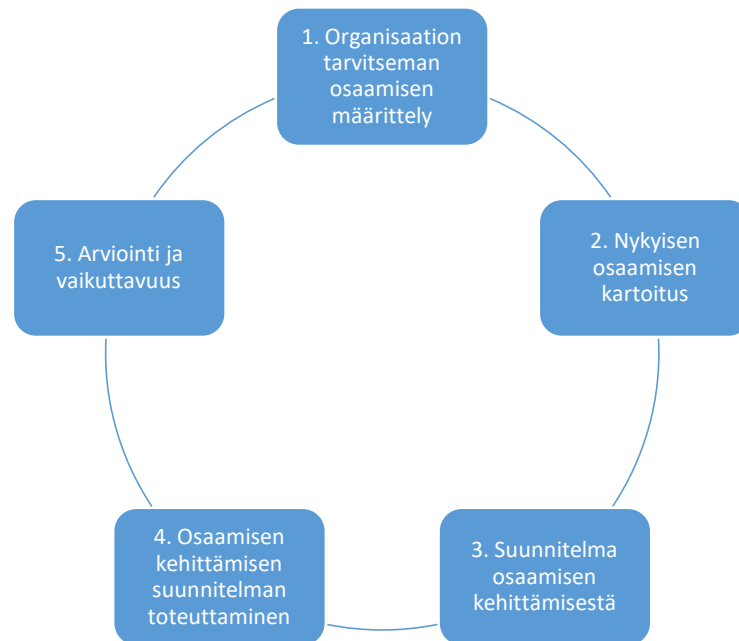 1. Organisaation
tarvitseman
osaamisen
määrittely
2. Nykyisen
osaamisen
kartoitus
3. Suunnitelma
osaamisen
kehittämisestä
4. Osaamisen
kehittämisen
suunnitelman
toteuttaminen
5. Arviointi ja
vaikuttavuus